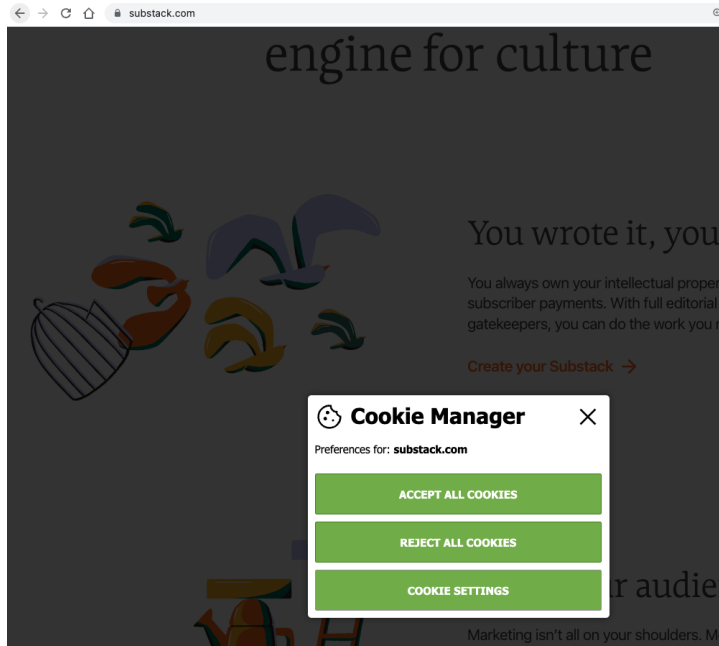 substack.com
engine for culture
You wrote it, you
You always own your intellectual proper
subscriber payments. With full editorial
gatekeepers, you can do the work you
Create your Substack →
Cookie Manager
Preferences for: substack.com
ACCEPT ALL COOKIES
REJECT ALL COOKIES
COOKIE SETTINGS
r audie
Marketing isn't all on your shoulders. M